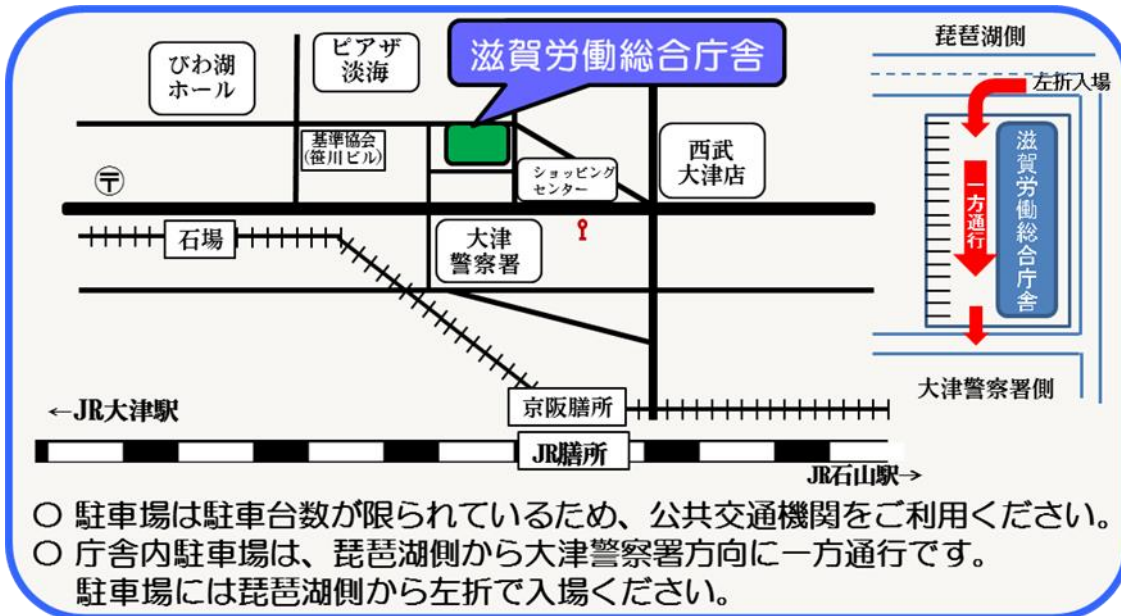 びわ湖
ホール
ピアザ
淡海
滋賀労働総合庁舎
琵琶湖側
左折入場
基準協会
(笹川ビル)
ショッピング
センター
西武
大津店
〒
石場
大津
警察署
一方通行
滋賀労働総合庁舎
大津警察署側
←JR大津駅
京阪膳所
JR膳所
JR石山駅→
○ 駐車場は駐車台数が限られているため、公共交通機関をご利用ください。
○ 庁舎内駐車場は、琵琶湖側から大津警察署方向に一方通行です。
駐車場には琵琶湖側から左折で入場ください。